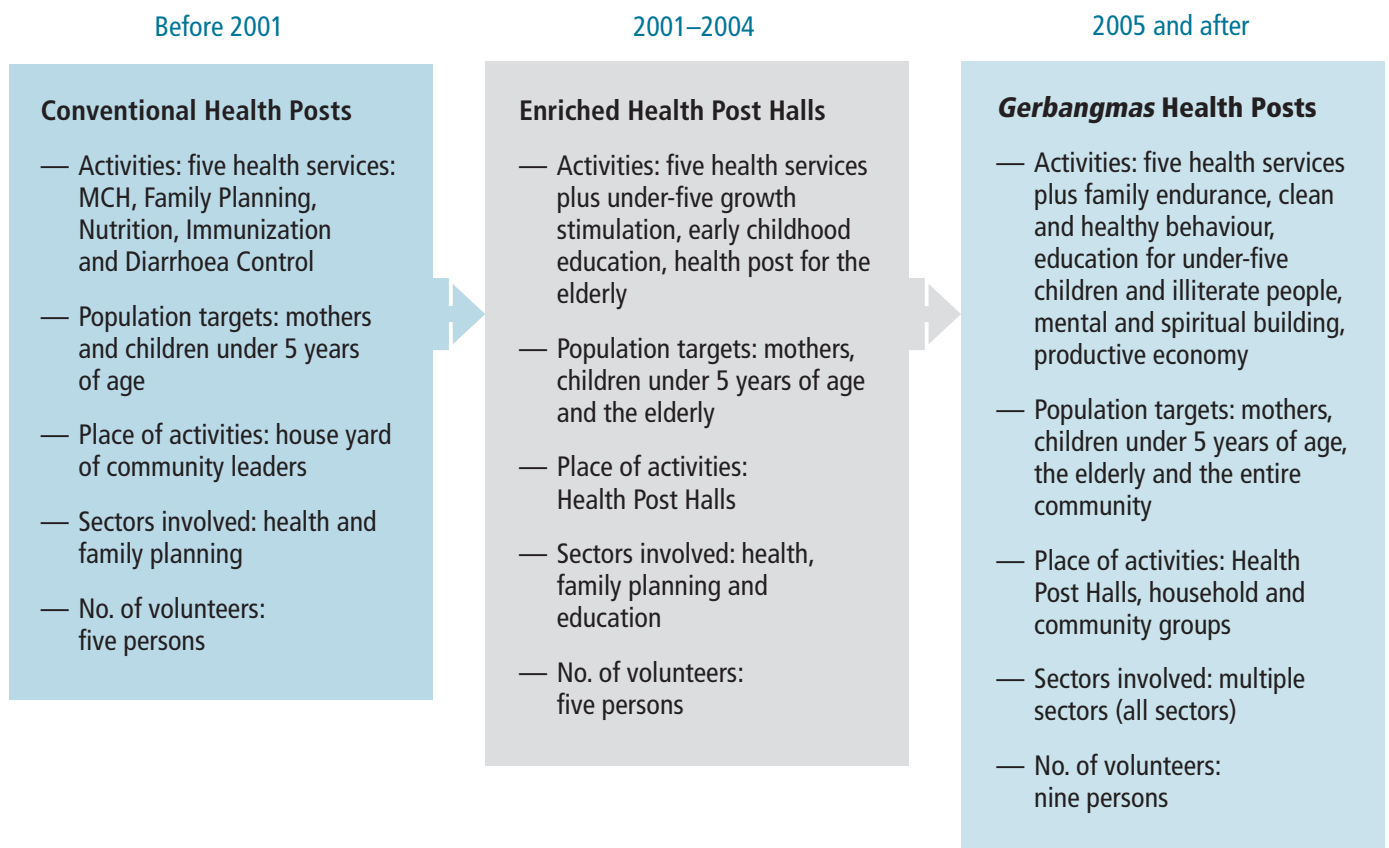 Before 2001
Conventional Health Posts
— Activities: five health services:
MCH, Family Planning,
Nutrition, Immunization
and Diarrhoea Control
— Population targets: mothers
and children under 5 years
of age
— Place of activities: house yard
of community leaders
— Sectors involved: health and
family planning
— No. of volunteers:
five persons
2001–2004
Enriched Health Post Halls
— Activities: five health services
plus under-five growth
stimulation, early childhood
education, health post for the
elderly
— Population targets: mothers,
children under 5 years of age
and the elderly
— Place of activities:
Health Post Halls
— Sectors involved: health,
family planning and
education
— No. of volunteers:
five persons
2005 and after
Gerbangmas Health Posts
— Activities: five health services
plus family endurance, clean
and healthy behaviour,
education for under-five
children and illiterate people,
mental and spiritual building,
productive economy
— Population targets: mothers,
children under 5 years of age,
the elderly and the entire
community
— Place of activities: Health
Post Halls, household and
community groups
— Sectors involved: multiple
sectors (all sectors)
— No. of volunteers:
nine persons